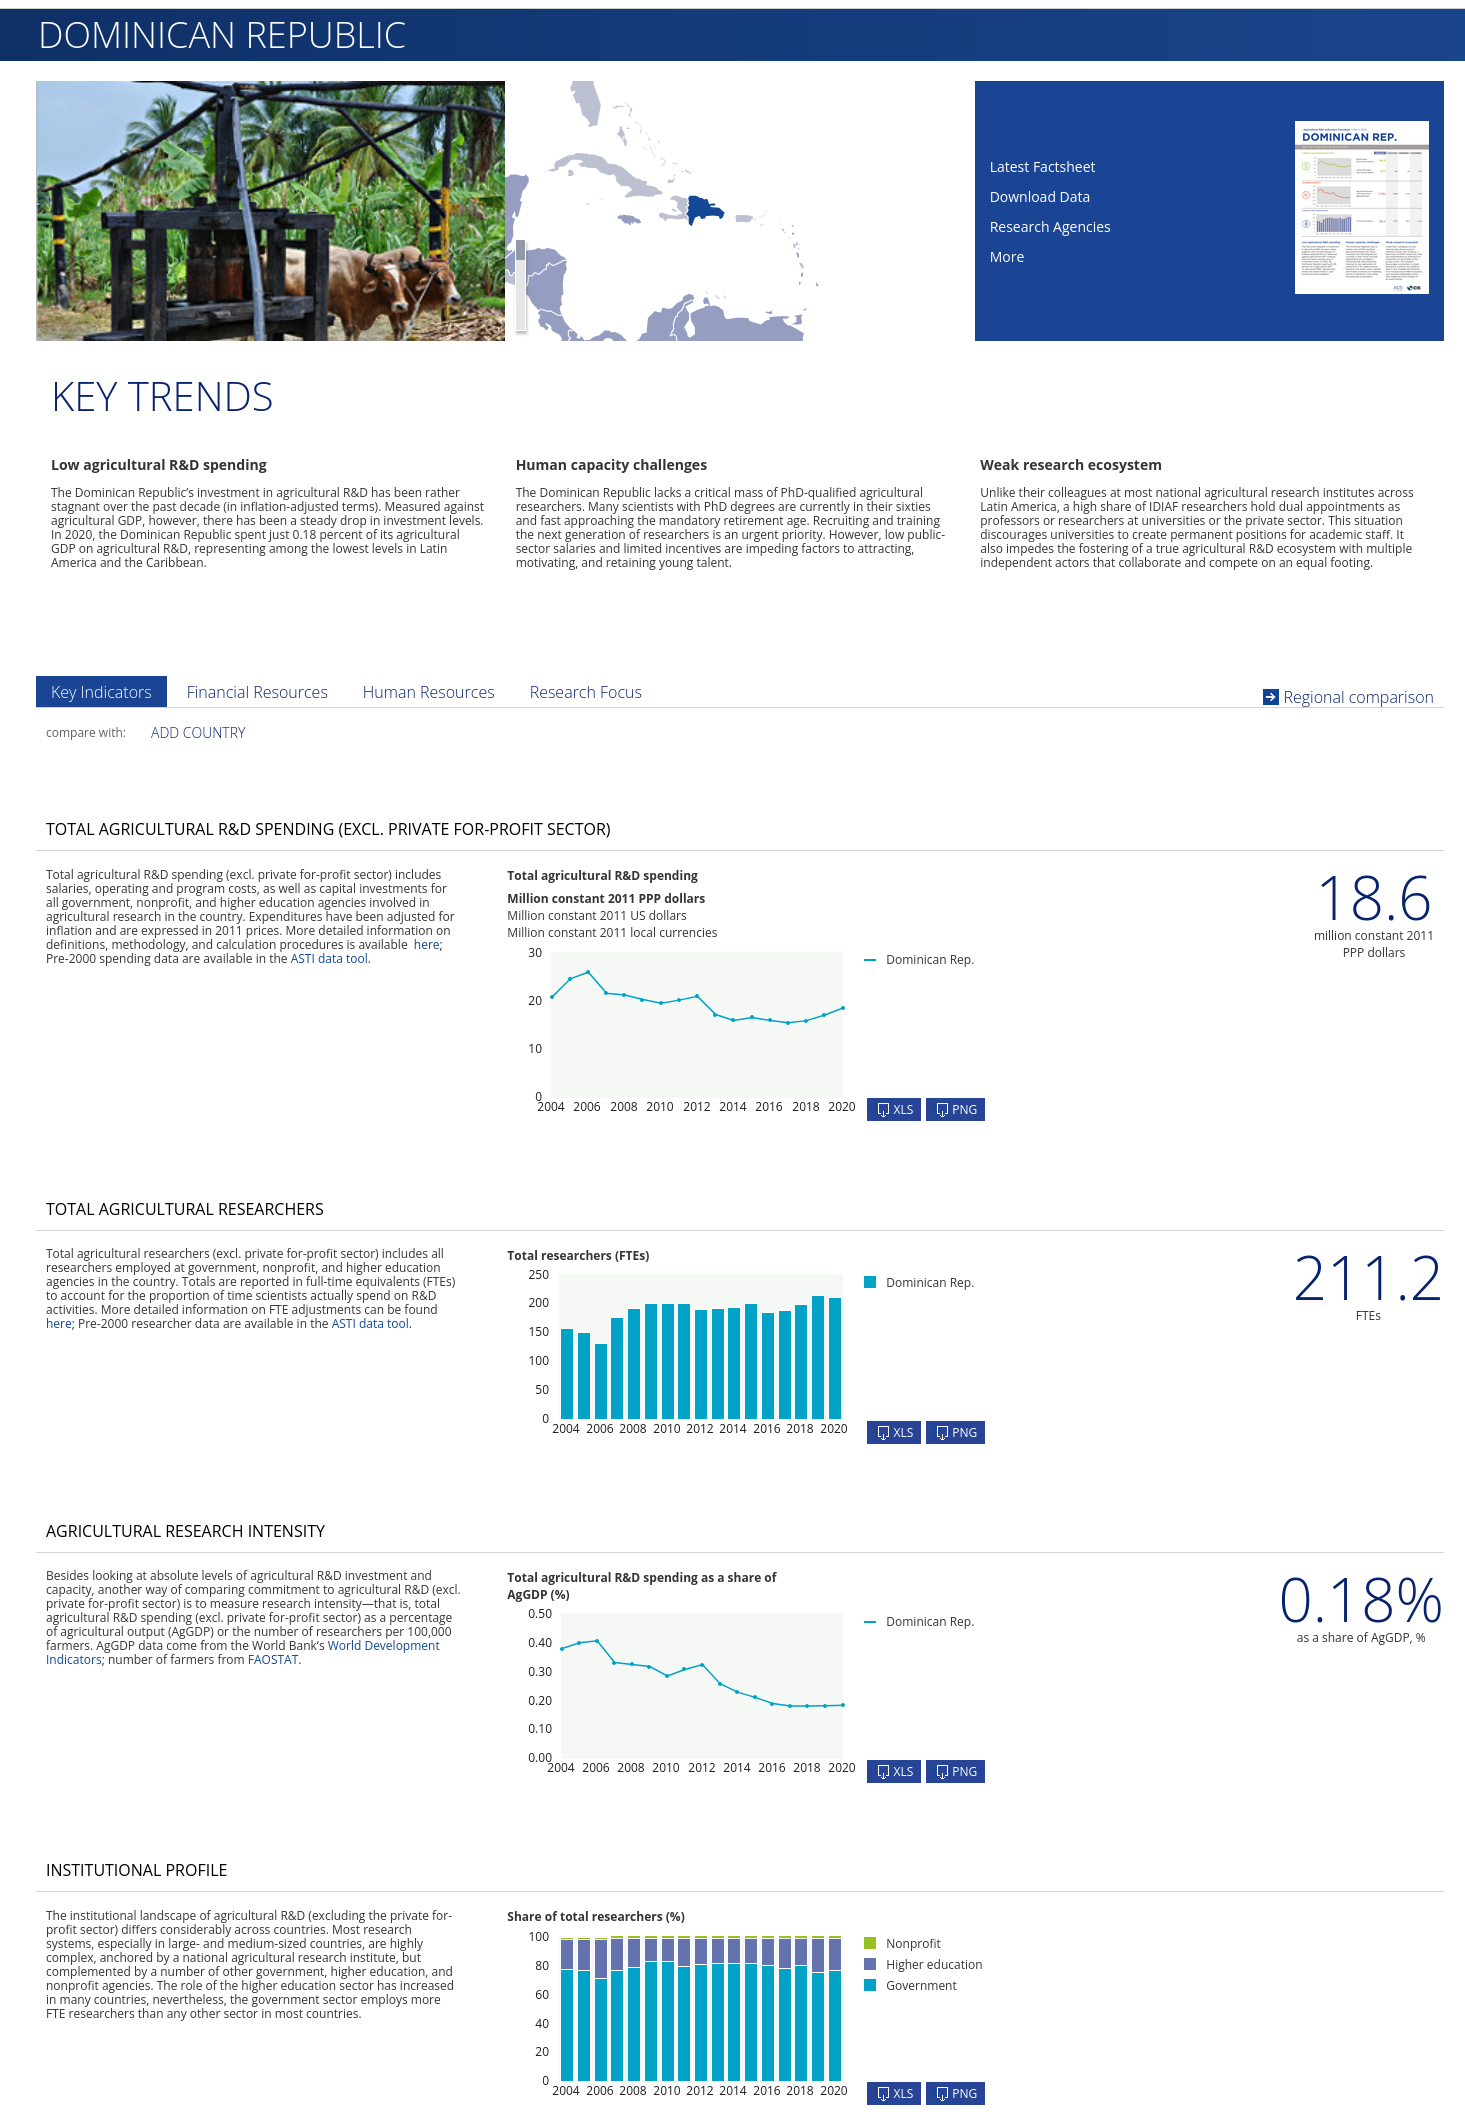 DOMINICAN REPUBLIC
Latest Factsheet
Download Data
Research Agencies
More
DOMINICAN REP.
KEY TRENDS
Low agricultural R&D spending
The Dominican Republic’s investment in agricultural R&D has been rather
stagnant over the past decade (in inflation-adjusted terms). Measured against
agricultural GDP, however, there has been a steady drop in investment levels.
In 2020, the Dominican Republic spent just 0.18 percent of its agricultural
GDP on agricultural R&D, representing among the lowest levels in Latin
America and the Caribbean.
Human capacity challenges
The Dominican Republic lacks a critical mass of PhD-qualified agricultural
researchers. Many scientists with PhD degrees are currently in their sixties
and fast approaching the mandatory retirement age. Recruiting and training
the next generation of researchers is an urgent priority. However, low public-
sector salaries and limited incentives are impeding factors to attracting,
motivating, and retaining young talent.
Weak research ecosystem
Unlike their colleagues at most national agricultural research institutes across
Latin America, a high share of IDIAF researchers hold dual appointments as
professors or researchers at universities or the private sector. This situation
discourages universities to create permanent positions for academic staff. It
also impedes the fostering of a true agricultural R&D ecosystem with multiple
independent actors that collaborate and compete on an equal footing.
Key Indicators Financial Resources Human Resources Research Focus Regional comparison
compare with: ADD COUNTRY
TOTAL AGRICULTURAL R&D SPENDING (EXCL. PRIVATE FOR-PROFIT SECTOR)
Total agricultural R&D spending (excl. private for-profit sector) includes
salaries, operating and program costs, as well as capital investments for
all government, nonprofit, and higher education agencies involved in
agricultural research in the country. Expenditures have been adjusted for
inflation and are expressed in 2011 prices. More detailed information on
definitions, methodology, and calculation procedures is available here;
Pre-2000 spending data are available in the ASTI data tool.
Total agricultural R&D spending
Million constant 2011 PPP dollars
Million constant 2011 US dollars
Million constant 2011 local currencies
30
20
10
0
2004 2006 2008 2010 2012 2014 2016 2018 2020
Dominican Rep.
XLS PNG
18.6
million constant 2011
PPP dollars
TOTAL AGRICULTURAL RESEARCHERS
Total agricultural researchers (excl. private for-profit sector) includes all
researchers employed at government, nonprofit, and higher education
agencies in the country. Totals are reported in full-time equivalents (FTEs)
to account for the proportion of time scientists actually spend on R&D
activities. More detailed information on FTE adjustments can be found
here; Pre-2000 researcher data are available in the ASTI data tool.
Total researchers (FTEs)
250
200
150
100
50
0
2004 2006 2008 2010 2012 2014 2016 2018 2020
Dominican Rep.
XLS PNG
211.2
FTEs
AGRICULTURAL RESEARCH INTENSITY
Besides looking at absolute levels of agricultural R&D investment and
capacity, another way of comparing commitment to agricultural R&D (excl.
private for-profit sector) is to measure research intensity—that is, total
agricultural R&D spending (excl. private for-profit sector) as a percentage
of agricultural output (AgGDP) or the number of researchers per 100,000
farmers. AgGDP data come from the World Bank’s World Development
Indicators; number of farmers from FAOSTAT.
Total agricultural R&D spending as a share of
AgGDP (%)
0.50
0.40
0.30
0.20
0.10
0.00
2004 2006 2008 2010 2012 2014 2016 2018 2020
Dominican Rep.
XLS PNG
0.18%
as a share of AgGDP, %
INSTITUTIONAL PROFILE
The institutional landscape of agricultural R&D (excluding the private for-
profit sector) differs considerably across countries. Most research
systems, especially in large- and medium-sized countries, are highly
complex, anchored by a national agricultural research institute, but
complemented by a number of other government, higher education, and
nonprofit agencies. The role of the higher education sector has increased
in many countries, nevertheless, the government sector employs more
FTE researchers than any other sector in most countries.
Share of total researchers (%)
100
80
60
40
20
0
2004 2006 2008 2010 2012 2014 2016 2018 2020
Nonprofit
Higher education
Government
XLS PNG